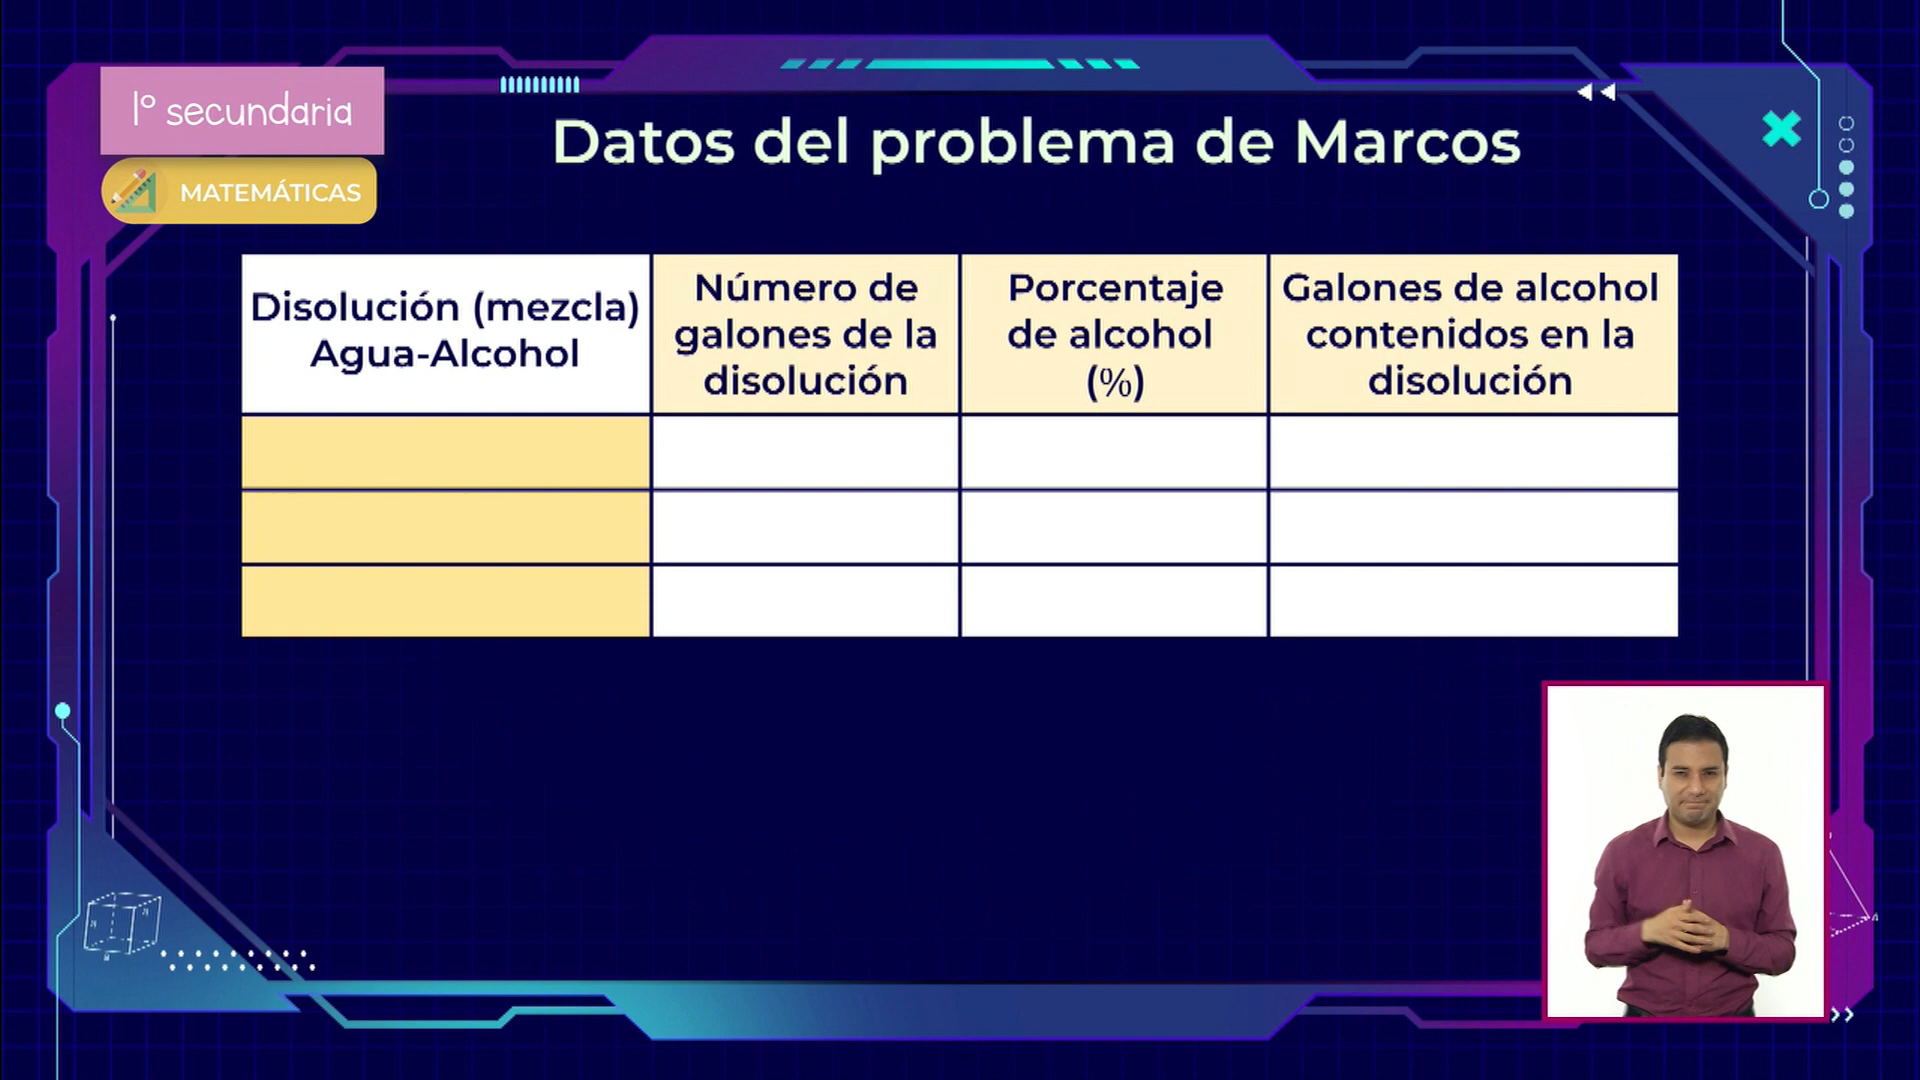 1° secundaria
MATEMÁTICAS
Datos del problema de Marcos
Disolución (mezcla)
Agua-Alcohol
Número de
galones de la
disolución
Porcentaje
de alcohol
(%)
Galones de alcohol
contenidos en la
disolución